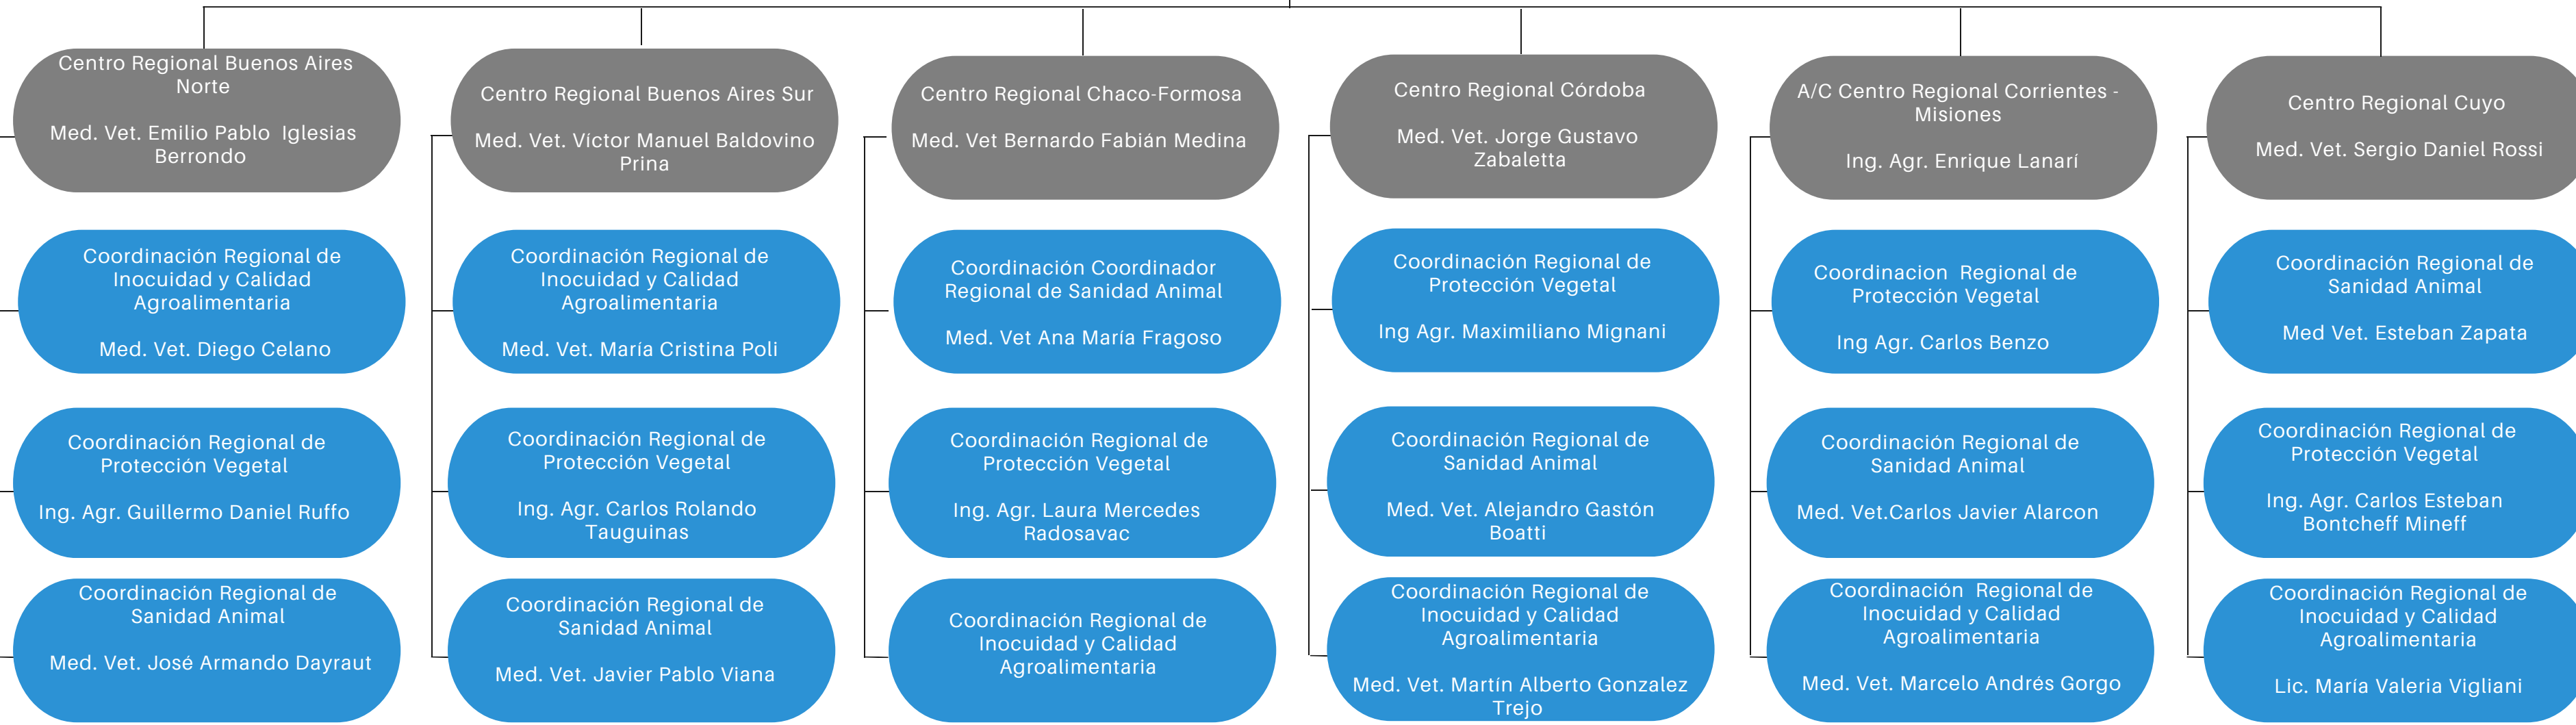 Centro Regional Buenos Aires
Norte
Med. Vet. Emilio Pablo  Iglesias
Berrondo
Coordinación Regional de
Inocuidad y Calidad
Agroalimentaria
Med. Vet. Diego Celano
Coordinación Regional de
Protección Vegetal
Ing. Agr. Guillermo Daniel Ruffo
Coordinación Regional de
Sanidad Animal
Med. Vet. José Armando Dayraut
Centro Regional Buenos Aires Sur
Med. Vet. Víctor Manuel Baldovino
Prina
Coordinación Regional de
Inocuidad y Calidad
Agroalimentaria
Med. Vet. María Cristina Poli
Coordinación Regional de
Protección Vegetal
Ing. Agr. Carlos Rolando
Tauguinas
Coordinación Regional de
Sanidad Animal
Med. Vet. Javier Pablo Viana
Centro Regional Chaco-Formosa
Med. Vet Bernardo Fabián Medina
Coordinación Coordinador
Regional de Sanidad Animal
Med. Vet Ana María Fragoso
Coordinación Regional de
Protección Vegetal
Ing. Agr. Laura Mercedes
Radosavac
Coordinación Regional de
Inocuidad y Calidad
Agroalimentaria
Centro Regional Córdoba
Med. Vet. Jorge Gustavo
Zabaletta
Coordinación Regional de
Protección Vegetal
Ing Agr. Maximiliano Mignani
Coordinación Regional de
Sanidad Animal
Med. Vet. Alejandro Gastón
Boatti
Coordinación Regional de
Inocuidad y Calidad
Agroalimentaria
Med. Vet. Martín Alberto Gonzalez
Trejo
A/C Centro Regional Corrientes -
Misiones
Ing. Agr. Enrique Lanarí
Coordinacion  Regional de
Protección Vegetal
Ing Agr. Carlos Benzo
Coordinación Regional de
Sanidad Animal
Med. Vet.Carlos Javier Alarcon
Coordinación  Regional de
Inocuidad y Calidad
Agroalimentaria
Med. Vet. Marcelo Andrés Gorgo
Centro Regional Cuyo
Med. Vet. Sergio Daniel Rossi
Coordinación Regional de
Sanidad Animal
Med Vet. Esteban Zapata
Coordinación Regional de
Protección Vegetal
Ing. Agr. Carlos Esteban
Bontcheff Mineff
Coordinación Regional de
Inocuidad y Calidad
Agroalimentaria
Lic. María Valeria Vigliani